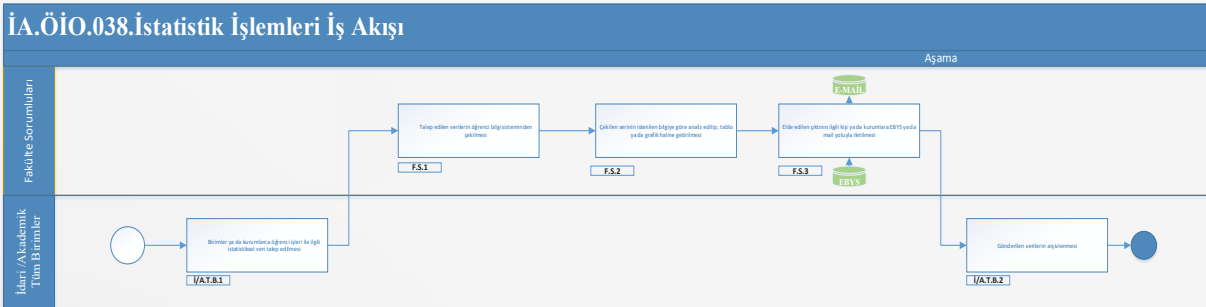 İA.ÖİO.038.İstatistik İşlemleri İş Akışı
Aşama
Fakülte Sorumluları
E-MAİL
Talep edilen verilerin öğrenci bilgi sisteminden
çekilmesi
F.S.1
Çekilen verinin istenilen bilgiye göre analiz edilip; tablo
ya da grafik haline getirilmesi
F.S.2
Elde edilen çıktının ilgili kişi ya da kurumlara EBYS ya da
mail yoluyla iletilmesi
F.S.3
EBYS
İdari /Akademik
Tüm Birimler
Birimler ya da kurumlarca öğrenci işleri ile ilgili
istatistiksel veri talep edilmesi
İ/A.T.B.1
Gönderilen verilerin arşivlenmesi
İ/A.T.B.2